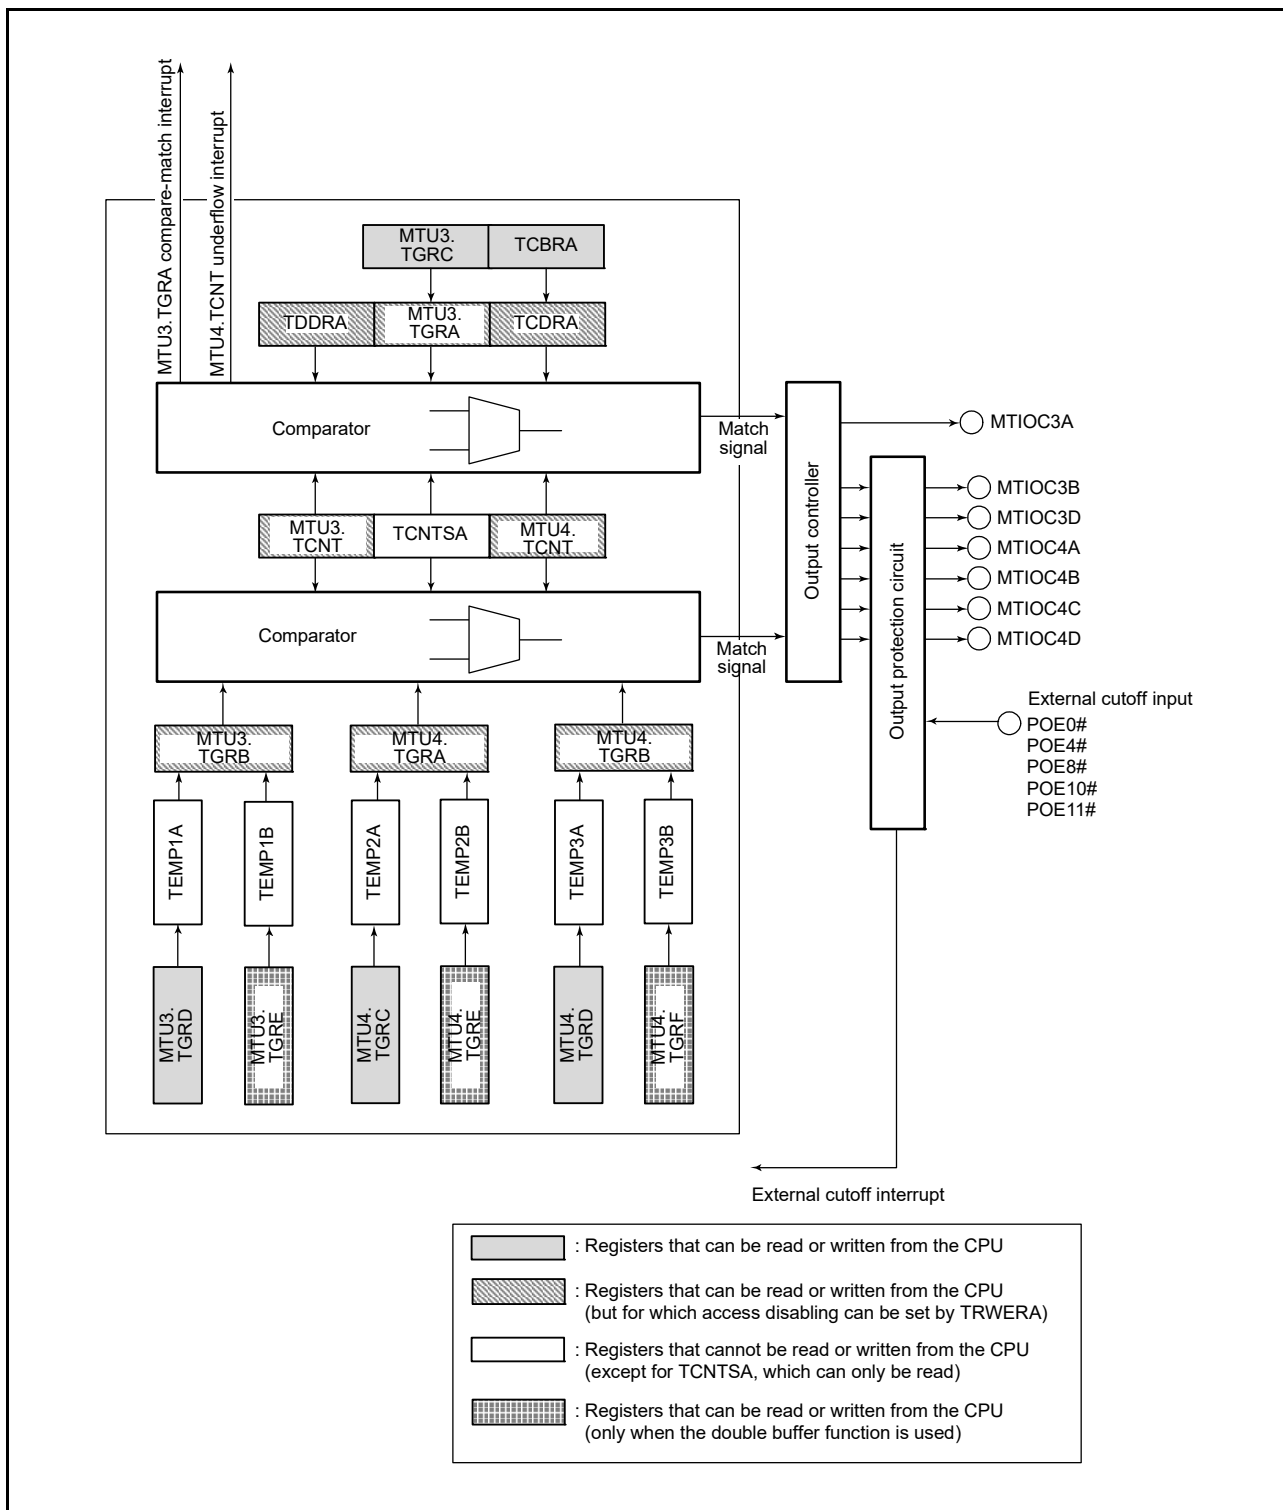 MTU3.TGRA compare-match interrupt
MTU4.TCNT underflow interrupt
MTU3.
TGRC
TCBRA
TDDRA
MTU3.
TGRA
TCDRA
Comparator
Match
signal
MTU3.
TCNT
TCNTSA
MTU4.
TCNT
Comparator
Match
signal
Output controller
Output protection circuit
MTIOC3A
MTIOC3B
MTIOC3D
MTIOC4A
MTIOC4B
MTIOC4C
MTIOC4D
External cutoff input
POE0#
POE4#
POE8#
POE10#
POE11#
MTU3.
TGRB
MTU4.
TGRA
MTU4.
TGRB
TEMP1A
TEMP1B
TEMP2A
TEMP2B
TEMP3A
TEMP3B
MTU3.
TGRD
MTU3.
TGRE
MTU4.
TGRC
MTU4.
TGRE
MTU4.
TGRD
MTU4.
TGRF
External cutoff interrupt
: Registers that can be read or written from the CPU
: Registers that can be read or written from the CPU
(but for which access disabling can be set by TRWERA)
: Registers that cannot be read or written from the CPU
(except for TCNTSA, which can only be read)
: Registers that can be read or written from the CPU
(only when the double buffer function is used)